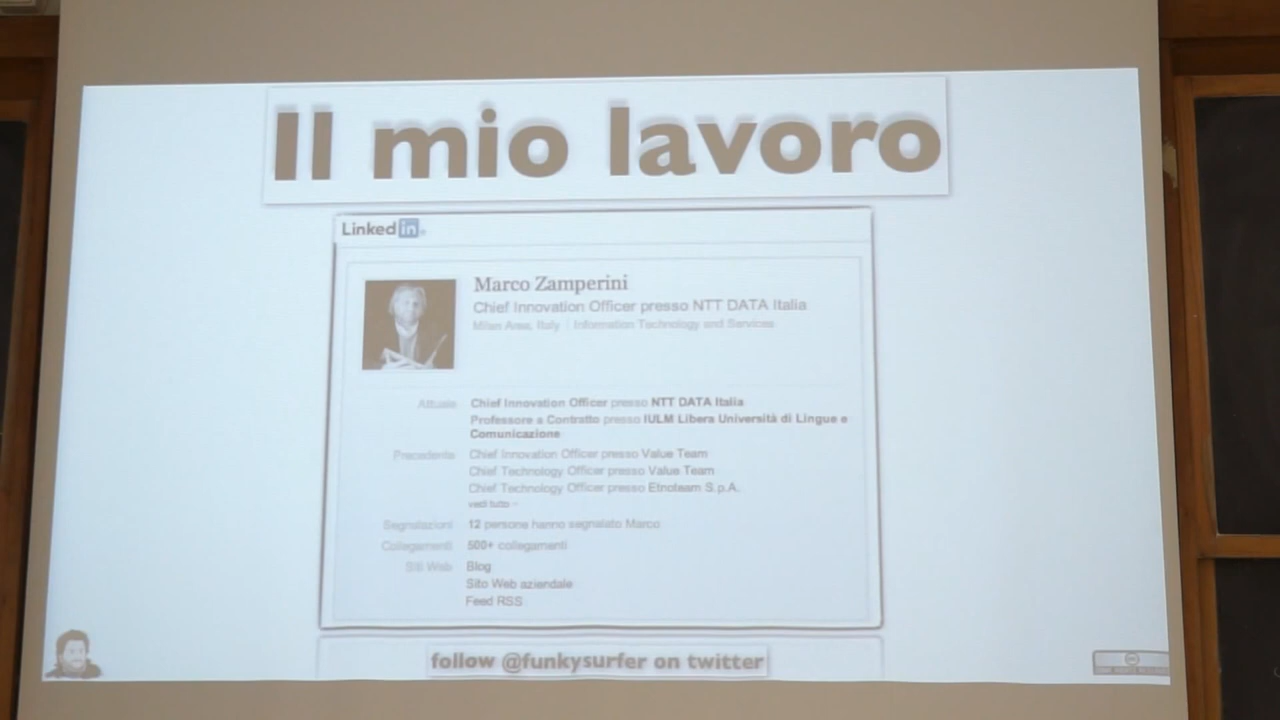 Il mio lavoro
Linked in
Marco Zamperini
Chief Innovation Officer presso NTT DATA Italia
Milan Area, Italy | Information Technology and Services
Attuale Chief Innovation Officer presso NTT DATA Italia
Professore a Contratto presso IULM Libera Università di Lingue e
Comunicazione
Precedente Chief Innovation Officer presso Value Team
Chief Technology Officer presso Value Team
Chief Technology Officer presso Etnoteam S.p.A.
vedi tutto
Segnalazioni 12 persone hanno segnalato Marco
Collegamenti 500+ collegamenti
Siti Web Blog
Sito Web aziendale
Feed RSS
follow @funkysurfer on twitter